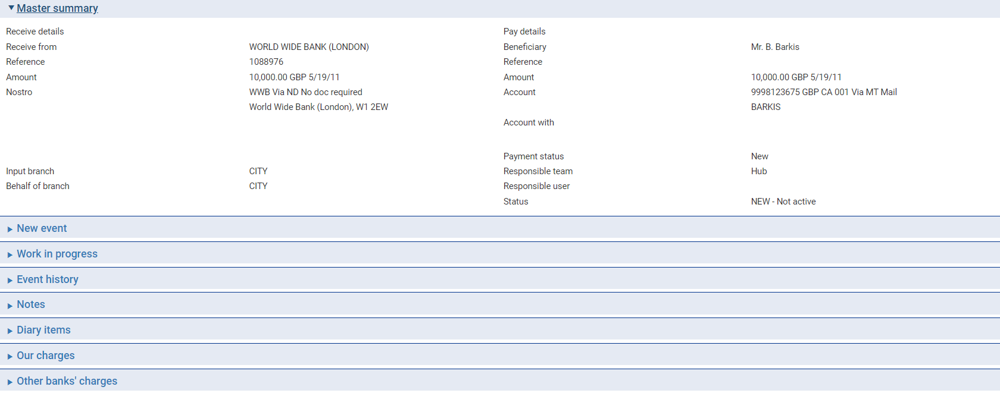 Master summary
Receive details
Receive from WORLD WIDE BANK (LONDON)
Reference 1088976
Amount 10,000.00 GBP 5/19/11
Nostro WWB Via ND No doc required
World Wide Bank (London), W1 2EW
Input branch CITY
Behalf of branch CITY
Pay details
Beneficiary Mr. B. Barkis
Reference
Amount 10,000.00 GBP 5/19/11
Account 9998123675 GBP CA 001 Via MT Mail
BARKIS
Account with
Payment status New
Responsible team Hub
Responsible user
Status NEW - Not active
New event
Work in progress
Event history
Notes
Diary items
Our charges
Other banks' charges